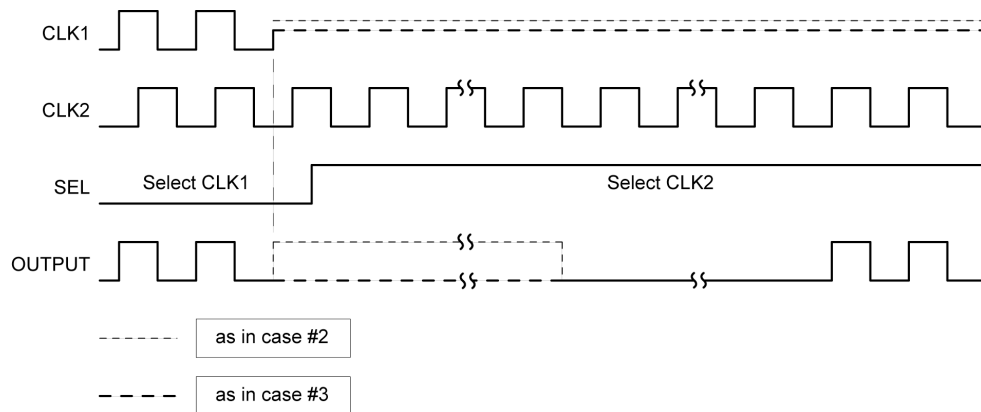 CLK1
CLK2
SEL
Select CLK1
Select CLK2
OUTPUT
as in case #2
as in case #3